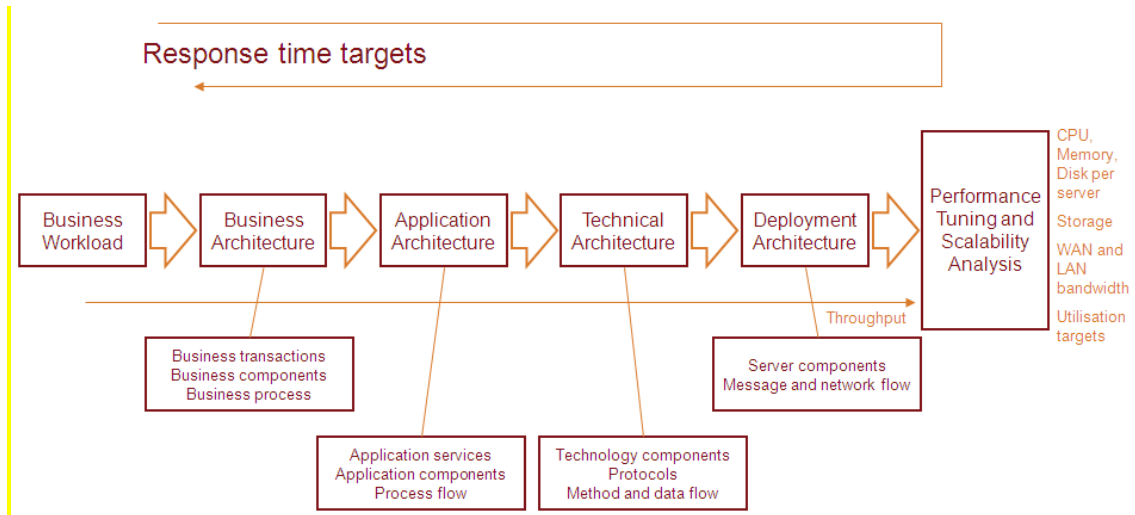 Response time targets
Business
Workload
Business
Architecture
Application
Architecture
Technical
Architecture
Deployment
Architecture
Performance
Tuning and
Scalability
Analysis
CPU,
Memory,
Disk per
server
Storage
WAN and
LAN
bandwidth
Utilisation
targets
Throughput
Business transactions
Business components
Business process
Server components
Message and network flow
Application services
Application components
Process flow
Technology components
Protocols
Method and data flow